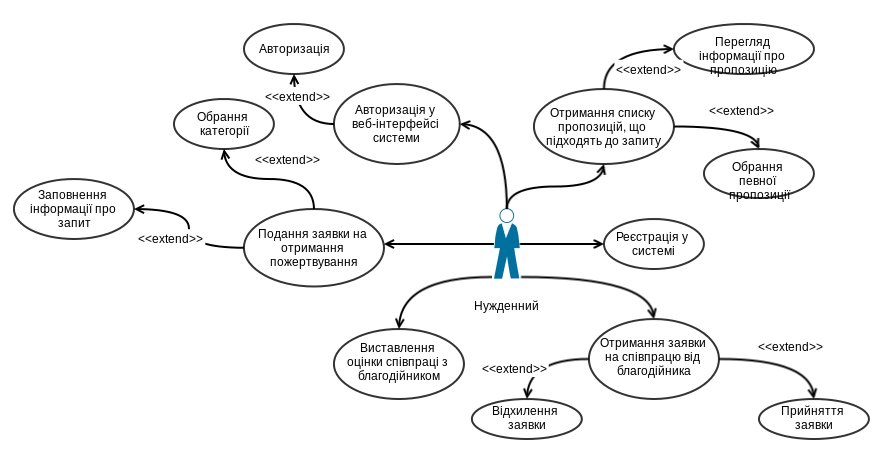 Авторизація
Перегляд
інформації про
пропозицію
<<extend>>
<<extend>>
Обрання
категорії
Авторизація у
веб-інтерфейсі
системи
Отримання списку
пропозицій, що
підходять до запиту
<<extend>>
<<extend>>
Обрання
певної
пропозиції
Заповнення
інформації про
запит
<<extend>>
Подання заявки на
отримання
пожертвування
Реєстрація у
системі
Нужденний
Виставлення
оцінки співпраці з
благодійником
Отримання заявки
на співпрацю від
благодійника
<<extend>>
<<extend>>
Відхилення
заявки
Прийняття
заявки